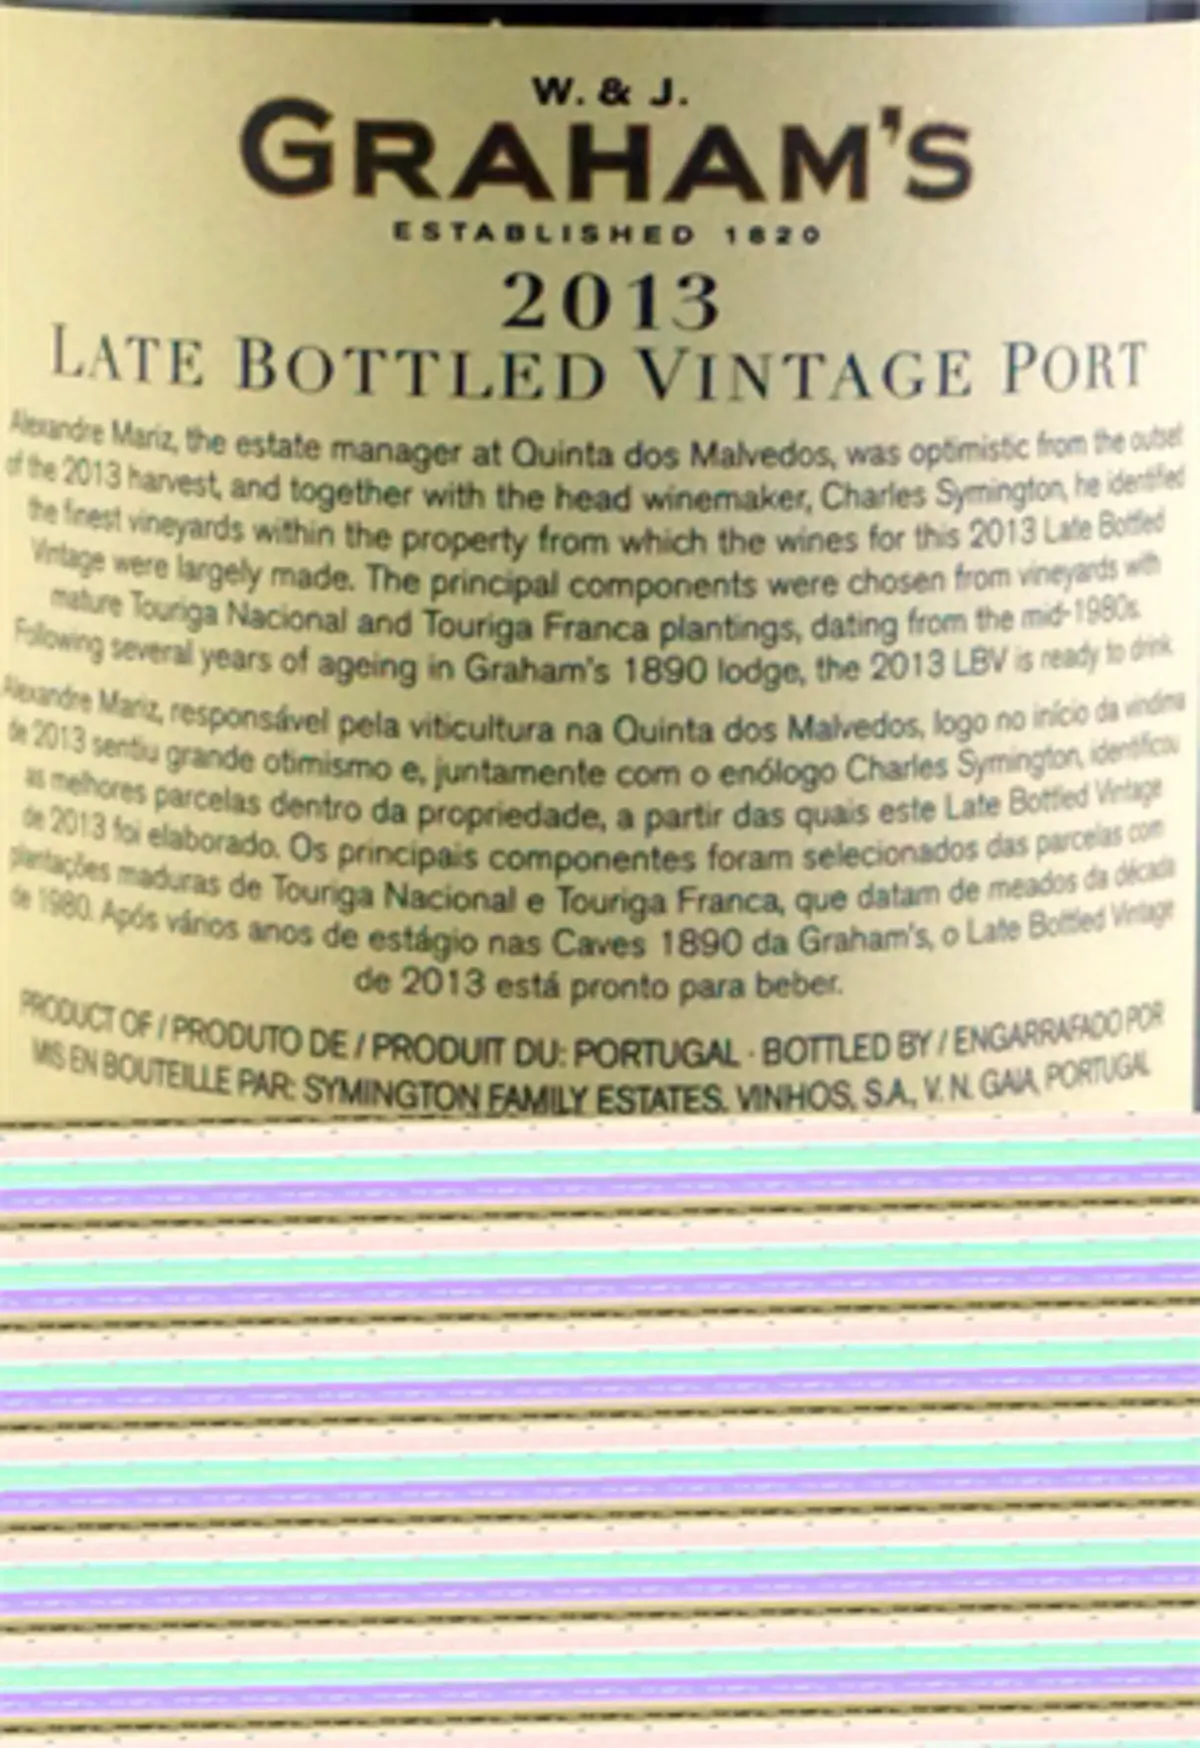 W. & J.
GRAHAM'S
ESTABLISHED 1820
2013
LATE BOTTLED VINTAGE PORT
Alexandre Mariz, the estate manager at Quinta dos Malvedos, was optimistic from the outset
of the 2013 harvest, and together with the head winemaker, Charles Symington, he identified
the finest vineyards within the property from which the wines for this 2013 Late Bottled
Vintage were largely made. The principal components were chosen from vineyards with
mature Touriga Nacional and Touriga Franca plantings, dating from the mid-1980s.
Following several years of ageing in Graham's 1890 lodge, the 2013 LBV is ready to drink.
Alexandre Mariz, responsável pela viticultura na Quinta dos Malvedos, logo no início da vindima
de 2013 sentiu grande otimismo e, juntamente com o enólogo Charles Symington, identificou
as melhores parcelas dentro da propriedade, a partir das quais este Late Bottled Vintage
de 2013 foi elaborado. Os principais componentes foram selecionados das parcelas com
plantações maduras de Touriga Nacional e Touriga Franca, que datam de meados da década
de 1980. Após vários anos de estágio nas Caves 1890 da Graham's, o Late Bottled Vintage
de 2013 está pronto para beber.
PRODUCT OF / PRODUTO DE / PRODUIT DU: PORTUGAL · BOTTLED BY / ENGARRAFADO POR
MIS EN BOUTEILLE PAR: SYMINGTON FAMILY ESTATES, VINHOS, S.A., V. N. GAIA, PORTUGAL